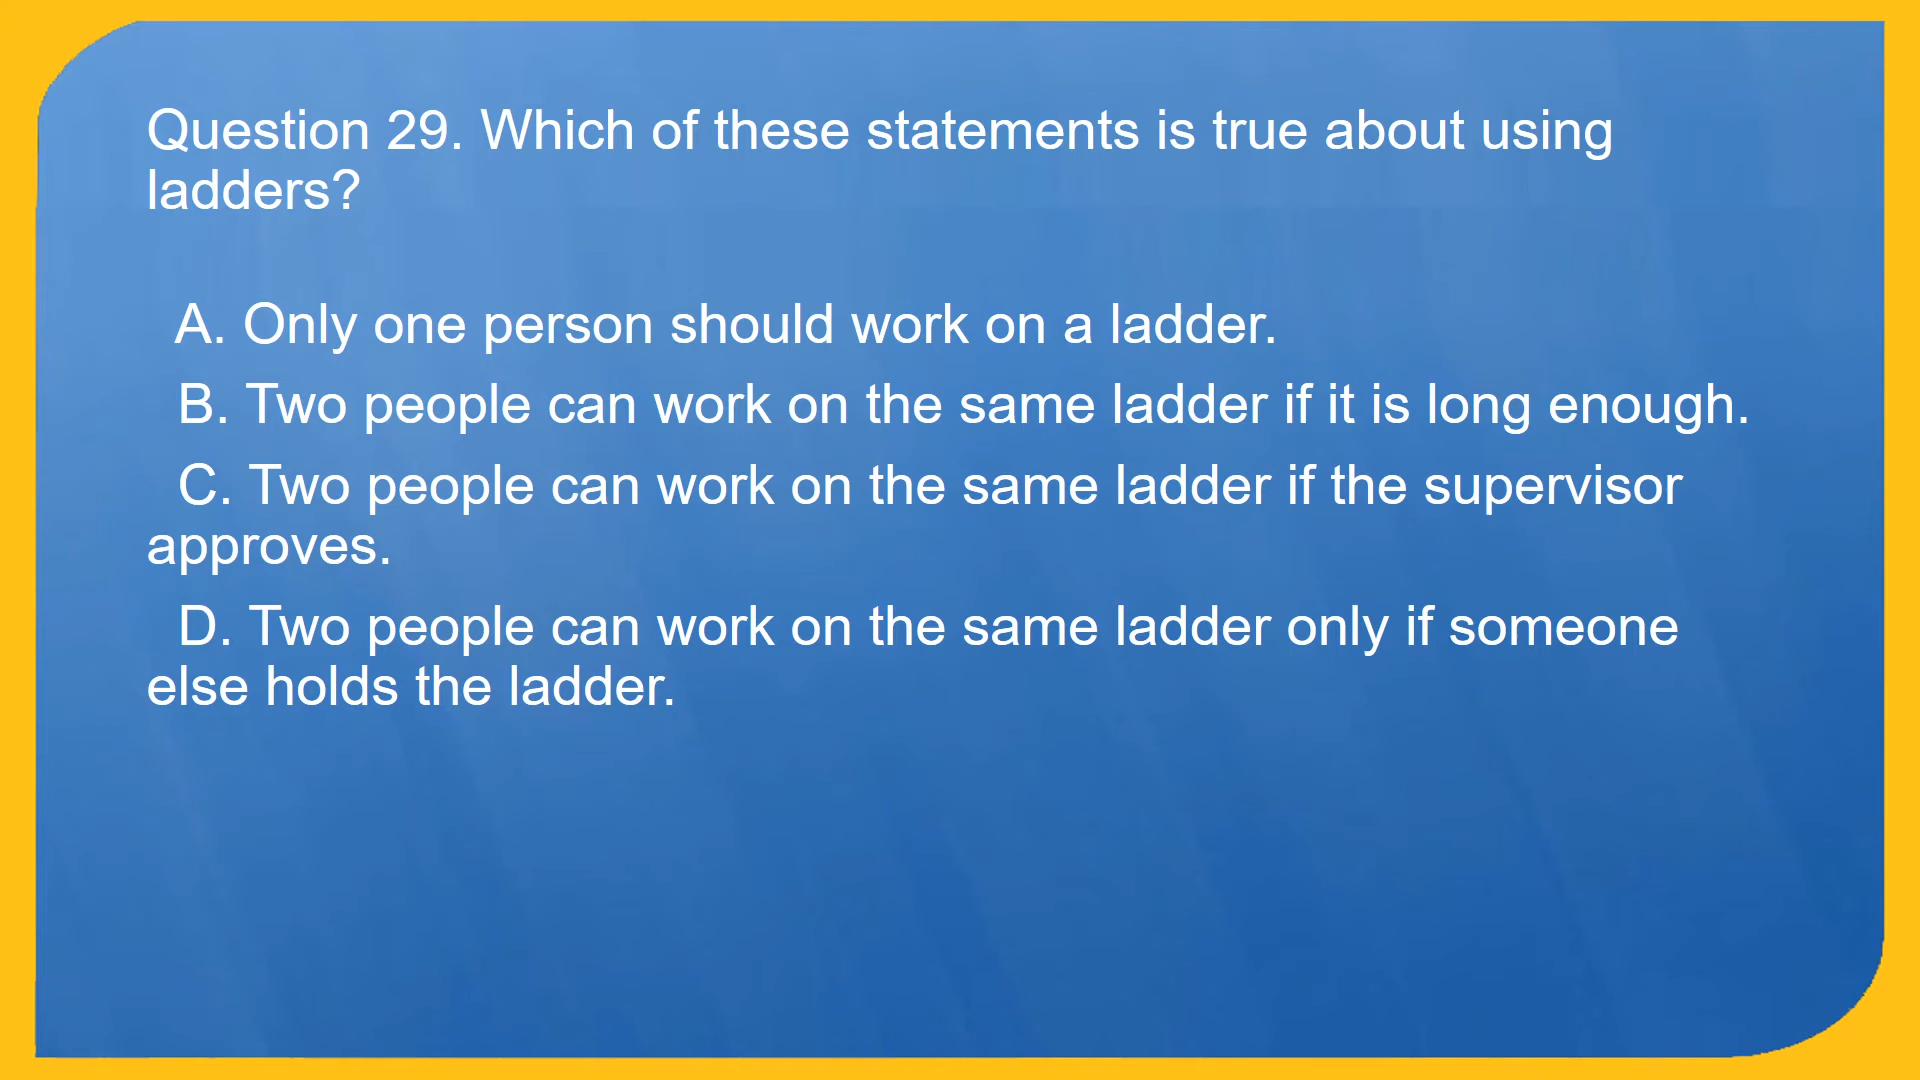 Question 29. Which of these statements is true about using
ladders?
A. Only one person should work on a ladder.
B. Two people can work on the same ladder if it is long enough.
C. Two people can work on the same ladder if the supervisor
approves.
D. Two people can work on the same ladder only if someone
else holds the ladder.